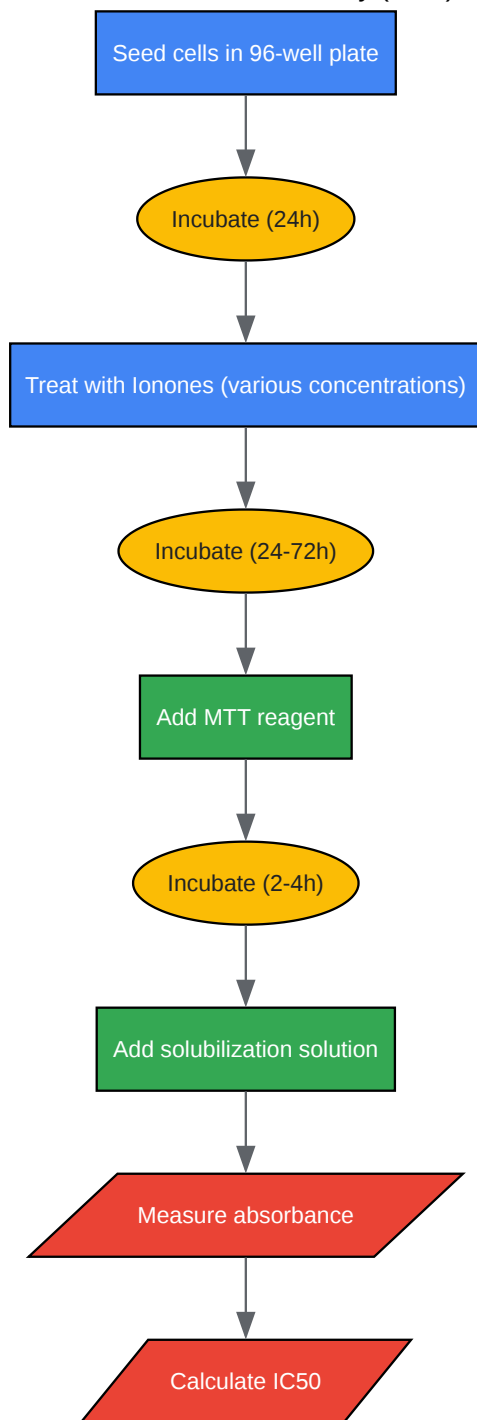 Seed cells in 96-well plate
Incubate (24h)
Treat with Ionones (various concentrations)
Incubate (24-72h)
Add MTT reagent
Incubate (2-4h)
Add solubilization solution
Measure absorbance
Calculate IC50